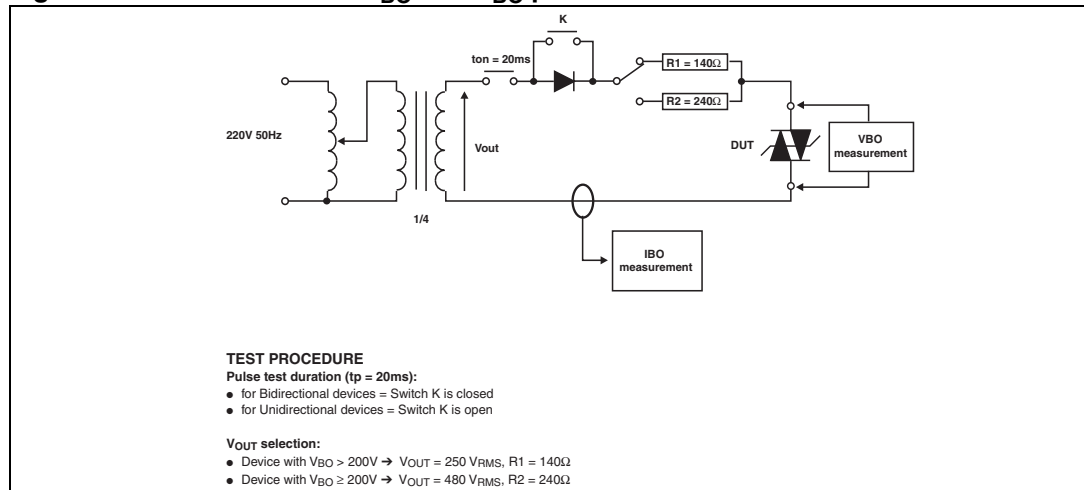 K
ton = 20ms
R1 = 140Ω
R2 = 240Ω
220V 50Hz
Vout
DUT
VBO
measurement
1/4
IBO
measurement
TEST PROCEDURE
Pulse test duration (tp = 20ms):
● for Bidirectional devices = Switch K is closed
● for Unidirectional devices = Switch K is open
VOUT selection:
● Device with VBO > 200V ➔ VOUT = 250 VRMS, R1 = 140Ω
● Device with VBO ≥ 200V ➔ VOUT = 480 VRMS, R2 = 240Ω